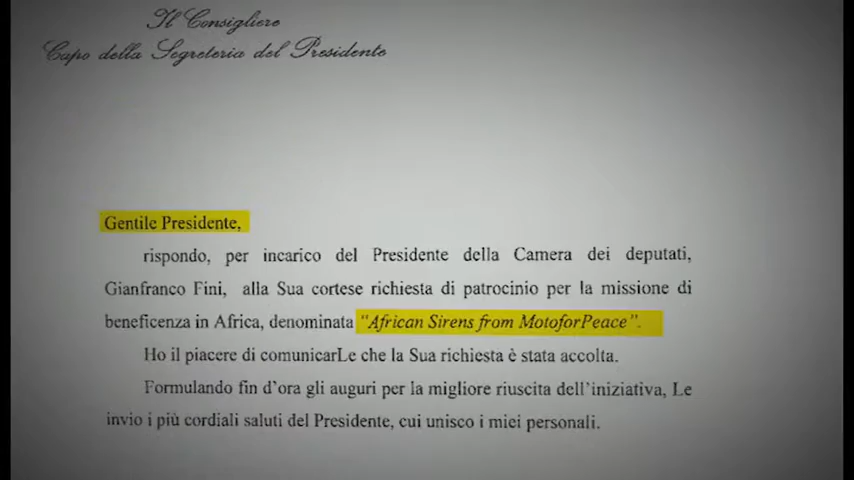 Il Consigliere
Capo della Segreteria del Presidente
Gentile Presidente,
rispondo, per incarico del Presidente della Camera dei deputati,
Gianfranco Fini, alla Sua cortese richiesta di patrocinio per la missione di
beneficenza in Africa, denominata “African Sirens from MotoforPeace”.
Ho il piacere di comunicarLe che la Sua richiesta è stata accolta.
Formulando fin d’ora gli auguri per la migliore riuscita dell’iniziativa, Le
invio i più cordiali saluti del Presidente, cui unisco i miei personali.